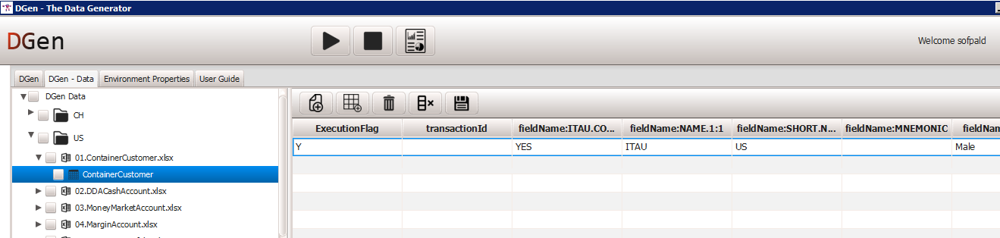 DGen - The Data Generator
DGen
Welcome sofpald
DGen DGen - Data Environment Properties User Guide
DGen Data
CH
US
01.ContainerCustomer.xlsx
ContainerCustomer
02.DDACashAccount.xlsx
03.MoneyMarketAccount.xlsx
04.MarginAccount.xlsx
ExecutionFlag transactionId fieldName:ITAU.CO... fieldName:NAME.1:1 fieldName:SHORT.N... fieldName:MNEMONIC fieldNam
Y YES ITAU US Male